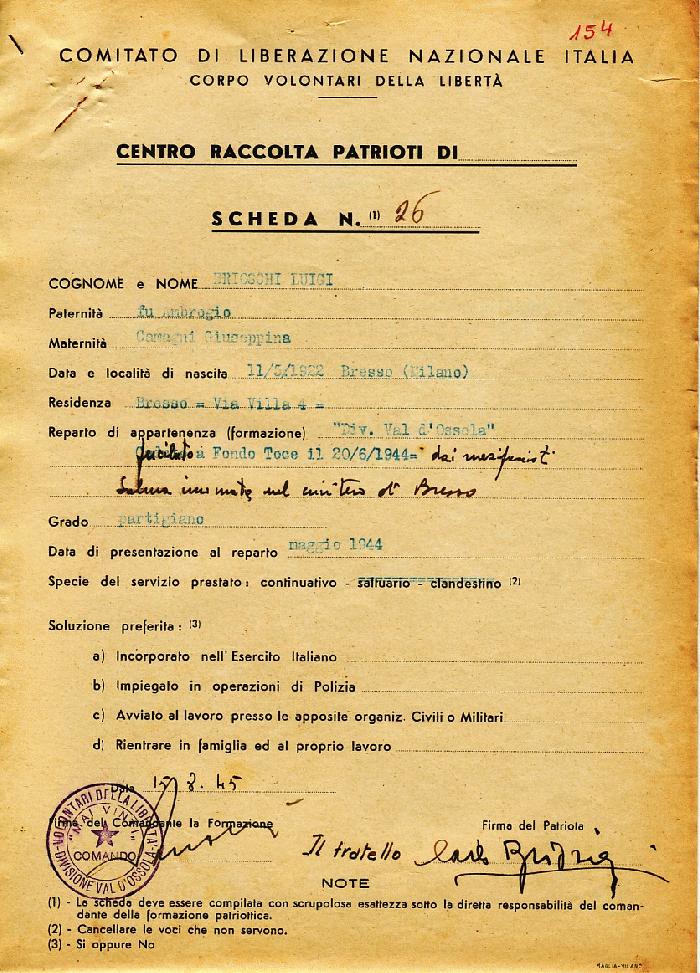 154
COMITATO DI LIBERAZIONE NAZIONALE ITALIA
CORPO VOLONTARI DELLA LIBERTÀ
CENTRO RACCOLTA PATRIOTI DI
SCHEDA N. (1) 26
COGNOME e NOME BRIOSCHI LUIGI
Paternità fu Ambrogio
Maternità Camagni Giuseppina
Data e località di nascita 11/5/1922 Bresso (Milano)
Residenza Bresso = Via Villa 4 =
Reparto di appartenenza (formazione) "Div. Val d'Ossola"
fucilato a Fondo Toce il 20/6/1944= dai nazifascisti
Salma inumata nel cimitero di Bresso
Grado partigiano
Data di presentazione al reparto maggio 1944
Specie del servizio prestato: continuativo - saltuario - clandestino (2)
Soluzione preferita: (3)
a) Incorporato nell'Esercito Italiano
b) Impiegato in operazioni di Polizia
c) Avviato al lavoro presso le apposite organiz. Civili o Militari
d) Rientrare in famiglia ed al proprio lavoro
Data 15.8.45
Firma del Comandante la Formazione
Firma del Patriota
VOLONTARI DELLA LIBERTA'
COMANDO
DIVISIONE VAL D'OSSOLA
Il fratello Carlo
NOTE
(1) - La scheda deve essere compilata con scrupolosa esattezza sotto la diretta responsabilità del coman-
dante della formazione patriottica.
(2) - Cancellare le voci che non servono.
(3) - Si oppure No